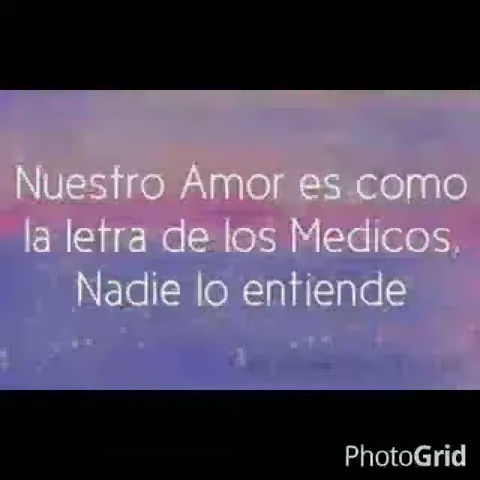 Nuestro Amor es como
la letra de los Medicos,
Nadie lo entiende
PhotoGrid